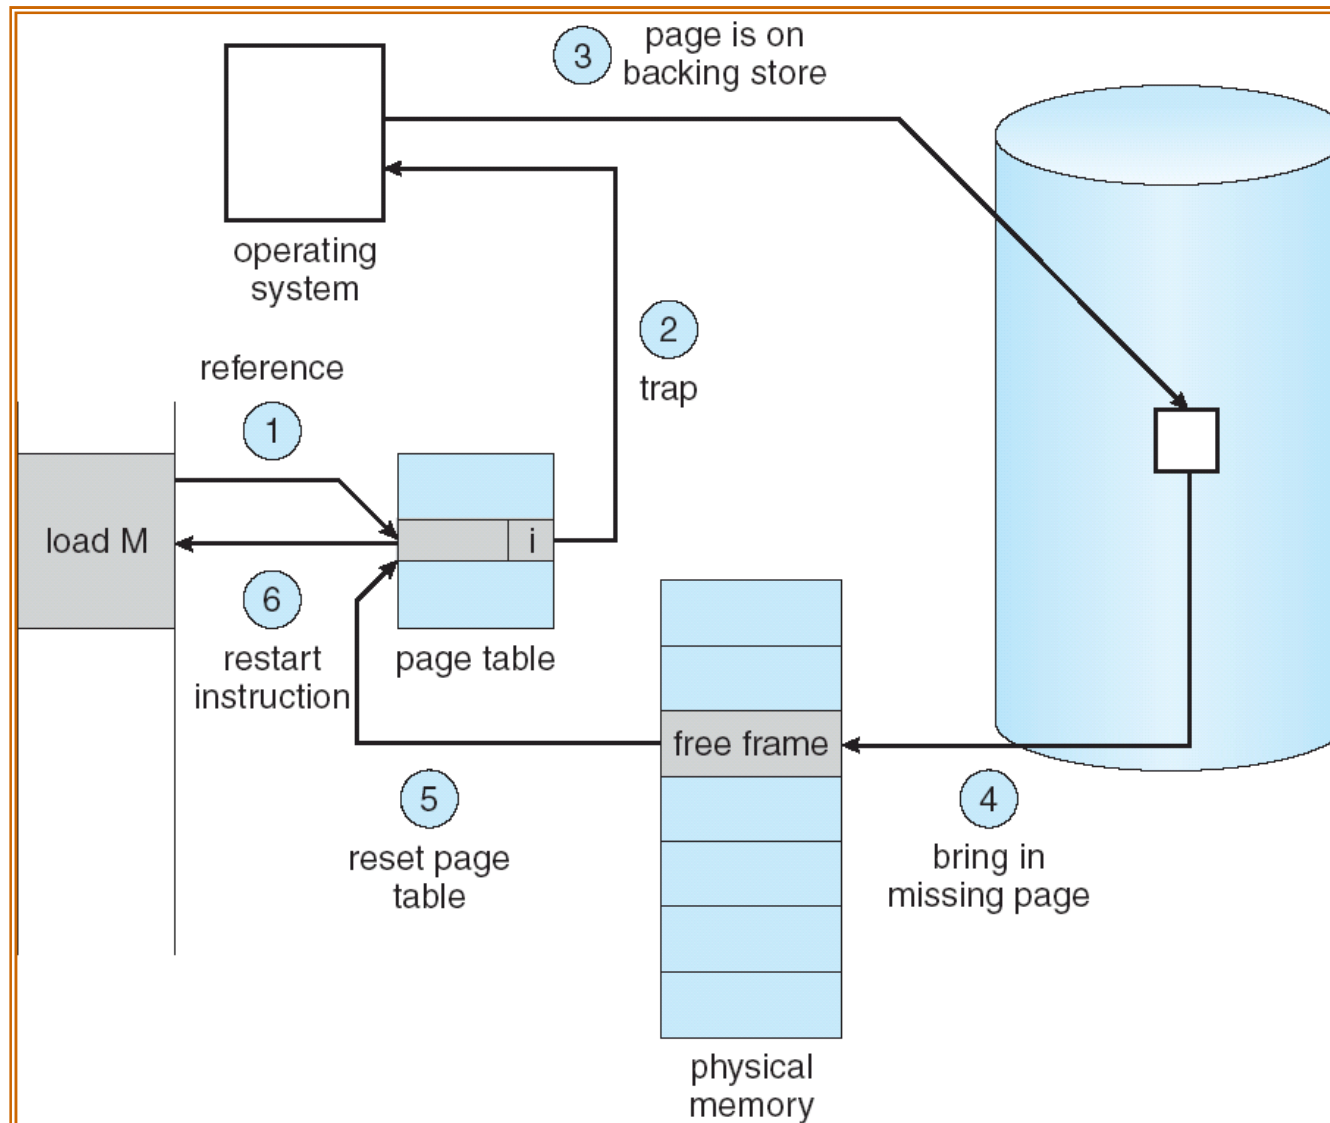 3
page is on
backing store
operating
system
2
trap
reference
1
load M
i
6
restart
instruction
page table
free frame
5
reset page
table
4
bring in
missing page
physical
memory